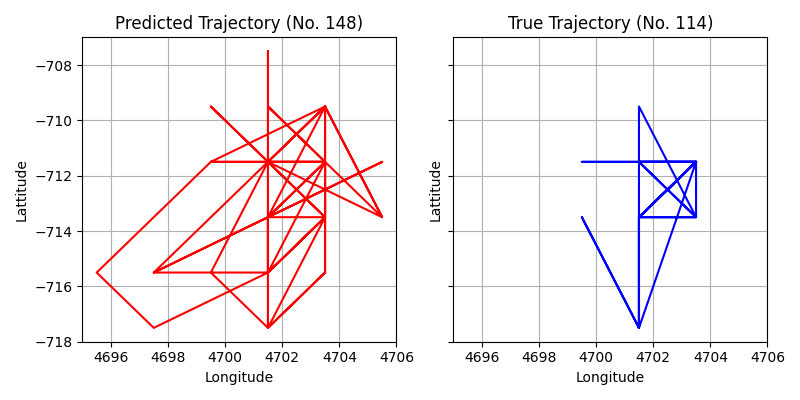 Predicted Trajectory (No. 148)
True Trajectory (No. 114)
Lattitude
−708
−710
−712
−714
−716
−718
4696 4698 4700 4702 4704 4706
Longitude
Lattitude
4696 4698 4700 4702 4704 4706
Longitude